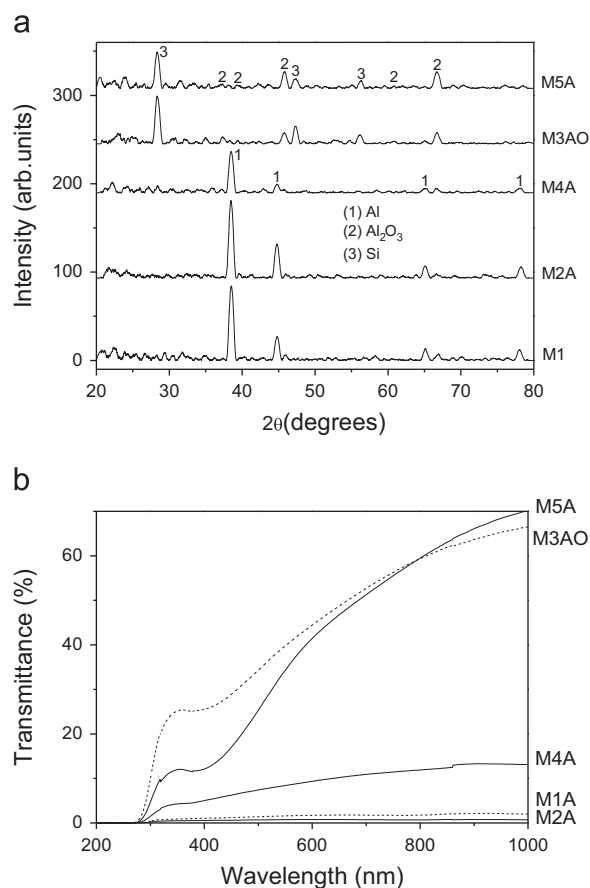 a
Intensity (arb.units)
300
200
100
0
3
2 2
2
3
3
2
2
M5A
M3AO
1
1
1
1
M4A
(1) Al
(2) Al₂O₃
(3) Si
M2A
M1
20 30 40 50 60 70 80
2θ(degrees)
b
Transmittance (%)
60
40
20
0
M5A
M3AO
M4A
M1A
M2A
200 400 600 800 1000
Wavelength (nm)